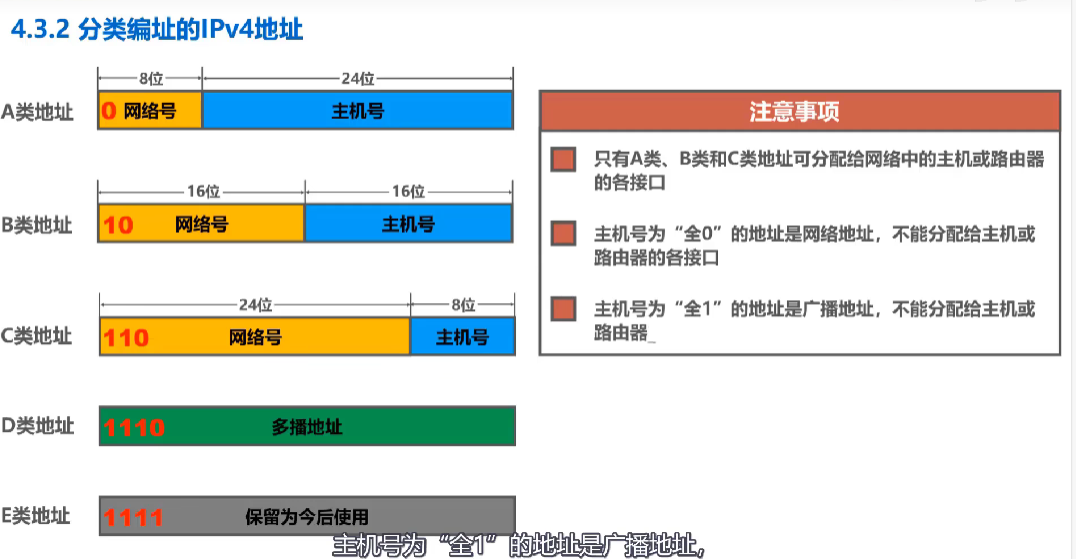 4.3.2 分类编址的IPv4地址
8位 24位
A类地址 0 网络号 主机号
16位 16位
B类地址 10 网络号 主机号
24位 8位
C类地址 110 网络号 主机号
D类地址 1110 多播地址
E类地址 1111 保留为今后使用
注意事项
只有A类、B类和C类地址可分配给网络中的主机或路由器
的各接口
主机号为“全0”的地址是网络地址，不能分配给主机或
路由器的各接口
主机号为“全1”的地址是广播地址，不能分配给主机或
路由器_
主机号为“全1”的地址是广播地址，